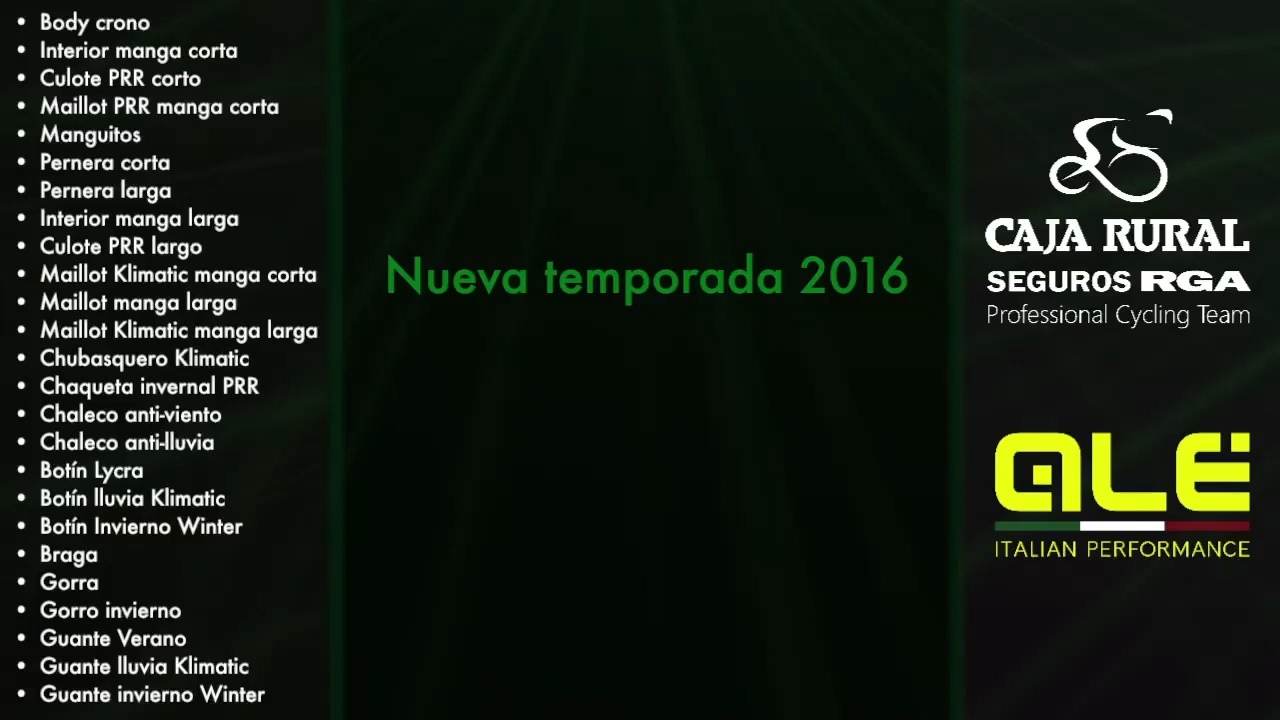 • Body crono
• Interior manga corta
• Culote PRR corto
• Maillot PRR manga corta
• Manguitos
• Pernera corta
• Pernera larga
• Interior manga larga
• Culote PRR largo
• Maillot Klimatic manga corta
• Maillot manga larga
• Maillot Klimatic manga larga
• Chubasquero Klimatic
• Chaqueta invernal PRR
• Chaleco anti-viento
• Chaleco anti-lluvia
• Botín Lycra
• Botín lluvia Klimatic
• Botín Invierno Winter
• Braga
• Gorra
• Gorro invierno
• Guante Verano
• Guante lluvia Klimatic
• Guante invierno Winter
Nueva temporada 2016
CAJA RURAL
SEGUROS RGA
Professional Cycling Team
ALÉ
ITALIAN PERFORMANCE